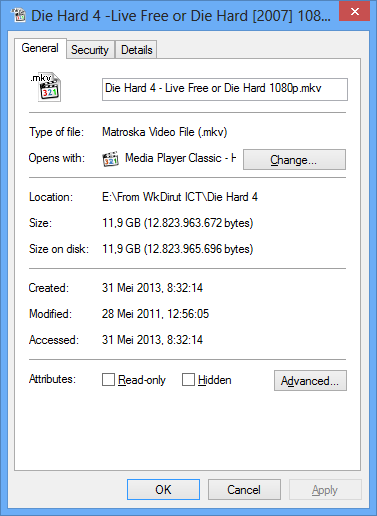 Die Hard 4 -Live Free or Die Hard [2007] 108...
General Security Details
.mkv
321
Die Hard 4 - Live Free or Die Hard 1080p.mkv
Type of file: Matroska Video File (.mkv)
Opens with: Media Player Classic - H Change...
Location: E:\From WkDirut ICT\Die Hard 4
Size: 11,9 GB (12.823.963.672 bytes)
Size on disk: 11,9 GB (12.823.965.696 bytes)
Created: 31 Mei 2013, 8:32:14
Modified: 28 Mei 2011, 12:56:05
Accessed: 31 Mei 2013, 8:32:14
Attributes: Read-only Hidden Advanced...
OK Cancel Apply